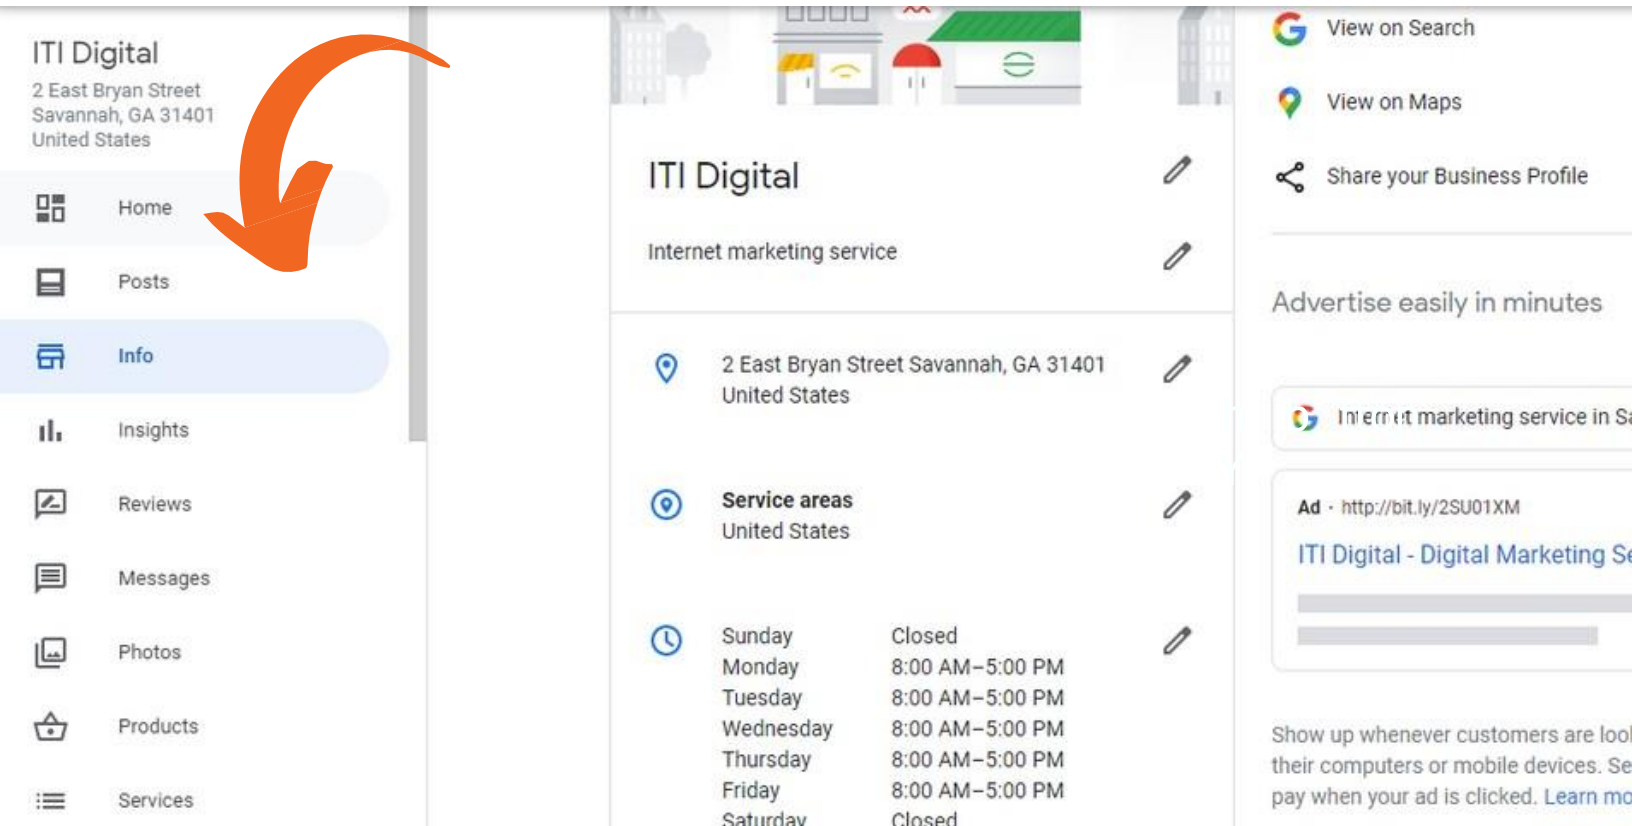 ITI Digital
2 East Bryan Street
Savannah, GA 31401
United States
Home
Posts
Info
Insights
Reviews
Messages
Photos
Products
Services
ITI Digital
Internet marketing service
2 East Bryan Street Savannah, GA 31401
United States
Service areas
United States
Sunday Closed
Monday 8:00 AM–5:00 PM
Tuesday 8:00 AM–5:00 PM
Wednesday 8:00 AM–5:00 PM
Thursday 8:00 AM–5:00 PM
Friday 8:00 AM–5:00 PM
Saturday Closed
View on Search
View on Maps
Share your Business Profile
Advertise easily in minutes
Internet marketing service in Sa
Ad · http://bit.ly/2SU01XM
ITI Digital - Digital Marketing Se
Show up whenever customers are look
their computers or mobile devices. Se
pay when your ad is clicked. Learn mo